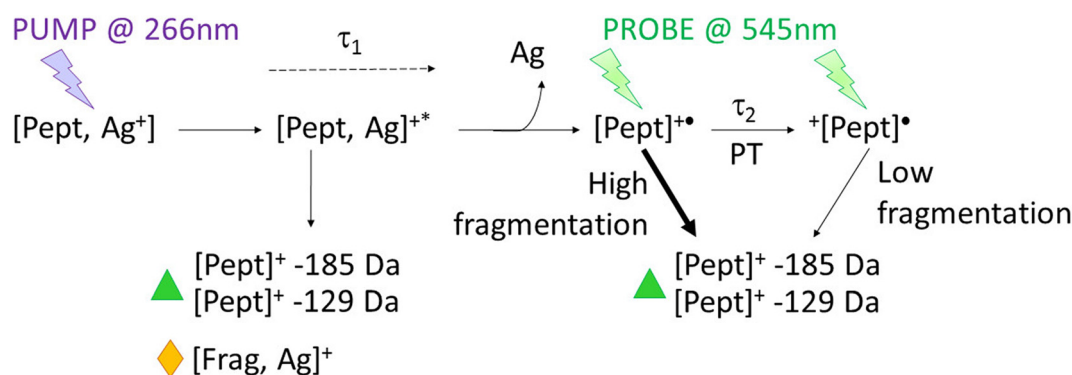 PUMP @ 266nm
PROBE @ 545nm
τ1
Ag
[Pept, Ag⁺]
[Pept, Ag]⁺*
[Pept]⁺•
τ2
PT
⁺[Pept]•
High
fragmentation
Low
fragmentation
[Pept]⁺ -185 Da
[Pept]⁺ -129 Da
[Frag, Ag]⁺
[Pept]⁺ -185 Da
[Pept]⁺ -129 Da